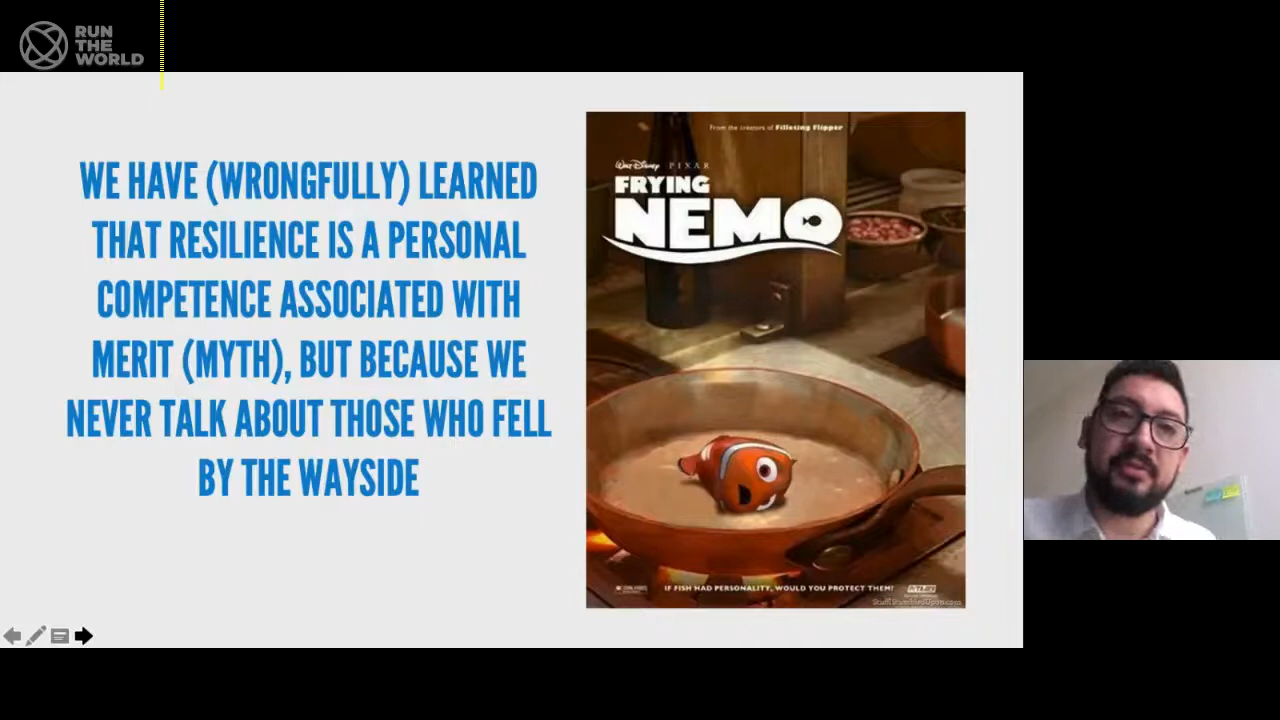 RUN
THE
WORLD
WE HAVE (WRONGFULLY) LEARNED
THAT RESILIENCE IS A PERSONAL
COMPETENCE ASSOCIATED WITH
MERIT (MYTH), BUT BECAUSE WE
NEVER TALK ABOUT THOSE WHO FELL
BY THE WAYSIDE
From the creators of Filleting Flipper
WALT DISNEY PIXAR
FRYING
NEMO
IF FISH HAD PERSONALITY, WOULD YOU PROTECT THEM?